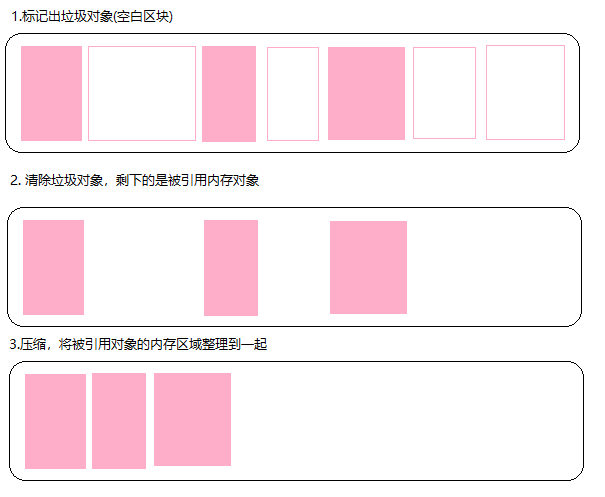 1.标记出垃圾对象(空白区块)
2. 清除垃圾对象，剩下的是被引用内存对象
3.压缩，将被引用对象的内存区域整理到一起